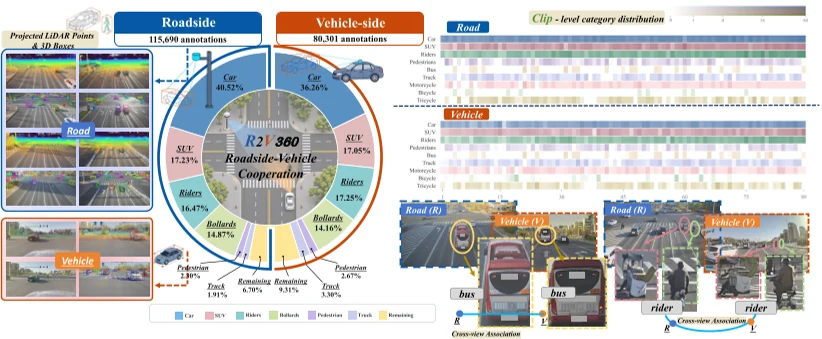 Projected LiDAR Points
& 3D Boxes
Road
Vehicle
Roadside
115,690 annotations
Vehicle-side
80,301 annotations
Car
40.52%
Car
36.26%
SUV
17.23%
SUV
17.05%
Riders
16.47%
Riders
17.25%
Bollards
14.87%
Bollards
14.16%
Pedestrian
2.30%
Truck
1.91%
Remaining
6.70%
Remaining
9.31%
Truck
3.30%
Pedestrian
2.67%
R2V360
Roadside-Vehicle
Cooperation
Car
SUV
Riders
Bollards
Pedestrian
Truck
Remaining
Clip - level category distribution
Road
Car
SUV
Riders
Pedestrians
Bus
Truck
Motorcycle
Bicycle
Tricycle
Vehicle
Car
SUV
Riders
Pedestrians
Bus
Truck
Motorcycle
Bicycle
Tricycle
Road (R)
Vehicle (V)
bus
bus
R
V
Cross-view Association
Road (R)
Vehicle (V)
rider
rider
Cross-view Association
R
V